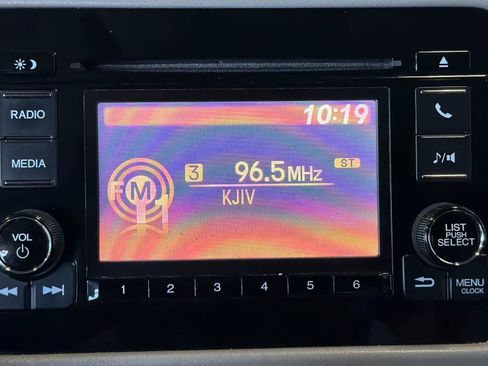 10:19
RADIO
MEDIA
3 96.5MHz ST
KJIV
FM1
VOL
LIST
PUSH
SELECT
MENU
CLOCK
1 2 3 4 5 6